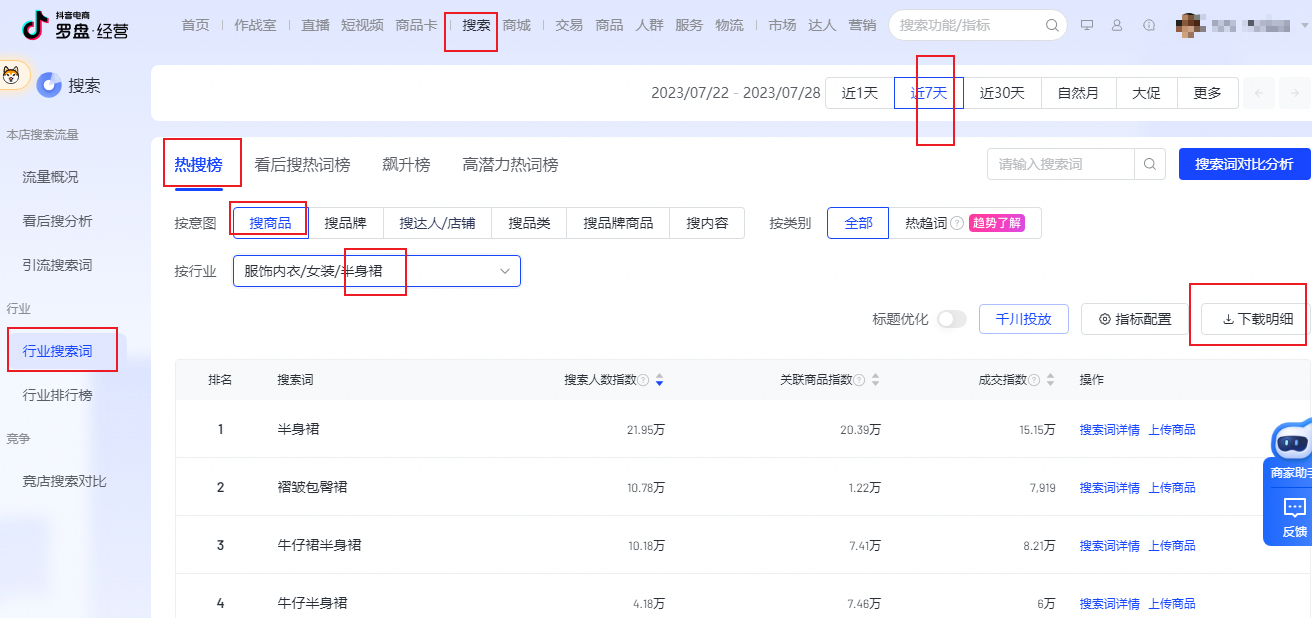 抖音电商
罗盘·经营
首页 作战室 直播 短视频 商品卡 搜索 商城 交易 商品 人群 服务 物流 市场 达人 营销 搜索功能/指标
搜索
2023/07/22 - 2023/07/28 近1天 近7天 近30天 自然月 大促 更多
本店搜索流量
流量概况
看后搜分析
引流搜索词
行业
行业搜索词
行业排行榜
竞争
竞店搜索对比
热搜榜 看后搜热词榜 飙升榜 高潜力热词榜 请输入搜索词 搜索词对比分析
按意图 搜商品 搜品牌 搜达人/店铺 搜品类 搜品牌商品 搜内容 按类别 全部 热趋词 趋势了解
按行业 服饰内衣/女装/半身裙
标题优化 千川投放 指标配置 下载明细
排名 搜索词 搜索人数指数 关联商品指数 成交指数 操作
1 半身裙 21.95万 20.39万 15.15万 搜索词详情 上传商品
2 褶皱包臀裙 10.78万 1.22万 7,919 搜索词详情 上传商品
3 牛仔裙半身裙 10.18万 7.41万 8.21万 搜索词详情 上传商品
4 牛仔半身裙 4.18万 7.46万 6万 搜索词详情 上传商品
商家助手
反馈